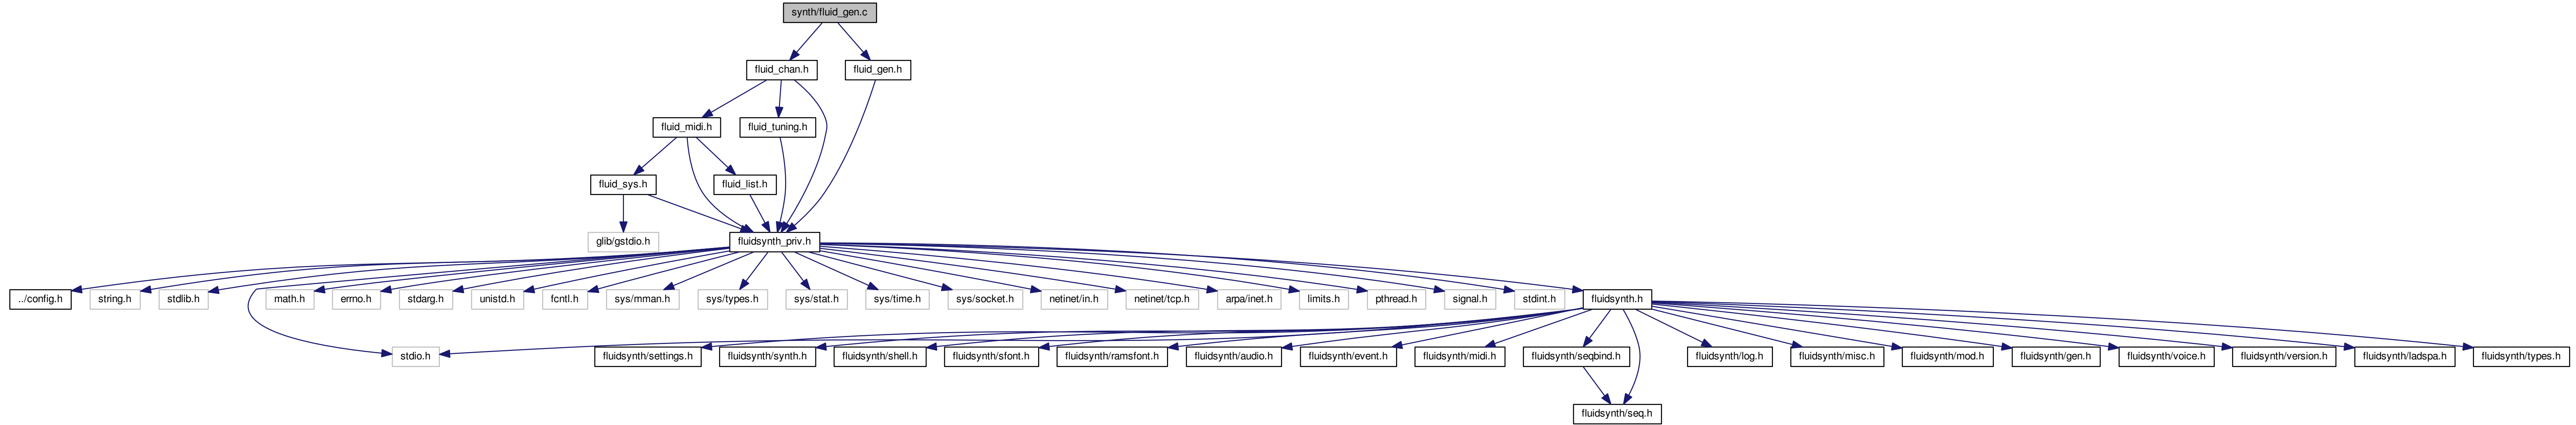 synth/fluid_gen.c
fluid_chan.h
fluid_gen.h
fluid_midi.h
fluid_tuning.h
fluid_sys.h
fluid_list.h
glib/gstdio.h
fluidsynth_priv.h
../config.h
string.h
stdlib.h
math.h
errno.h
stdarg.h
unistd.h
fcntl.h
sys/mman.h
sys/types.h
sys/stat.h
sys/time.h
sys/socket.h
netinet/in.h
netinet/tcp.h
arpa/inet.h
limits.h
pthread.h
signal.h
stdint.h
fluidsynth.h
stdio.h
fluidsynth/settings.h
fluidsynth/synth.h
fluidsynth/shell.h
fluidsynth/sfont.h
fluidsynth/ramsfont.h
fluidsynth/audio.h
fluidsynth/event.h
fluidsynth/midi.h
fluidsynth/seqbind.h
fluidsynth/log.h
fluidsynth/misc.h
fluidsynth/mod.h
fluidsynth/gen.h
fluidsynth/voice.h
fluidsynth/version.h
fluidsynth/ladspa.h
fluidsynth/types.h
fluidsynth/seq.h